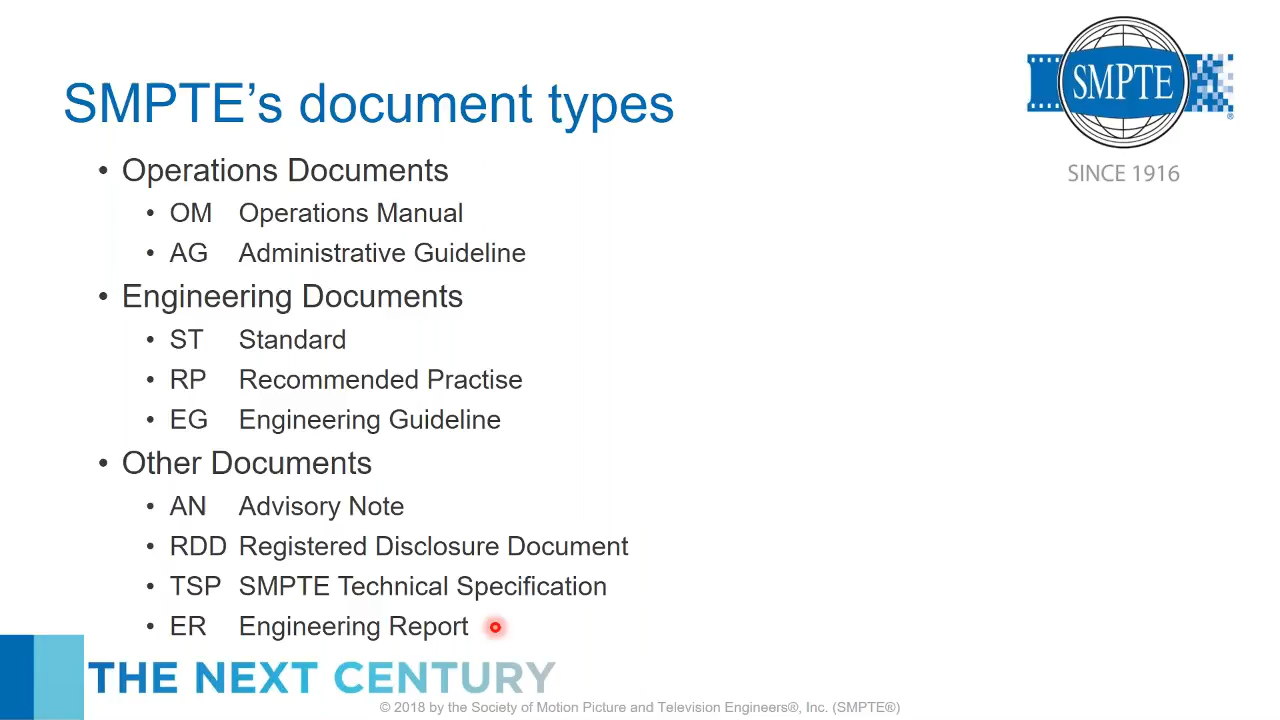 SMPTE
®
SINCE 1916
SMPTE’s document types
• Operations Documents
• OM Operations Manual
• AG Administrative Guideline
• Engineering Documents
• ST Standard
• RP Recommended Practise
• EG Engineering Guideline
• Other Documents
• AN Advisory Note
• RDD Registered Disclosure Document
• TSP SMPTE Technical Specification
• ER Engineering Report
THE NEXT CENTURY
© 2018 by the Society of Motion Picture and Television Engineers®, Inc. (SMPTE®)